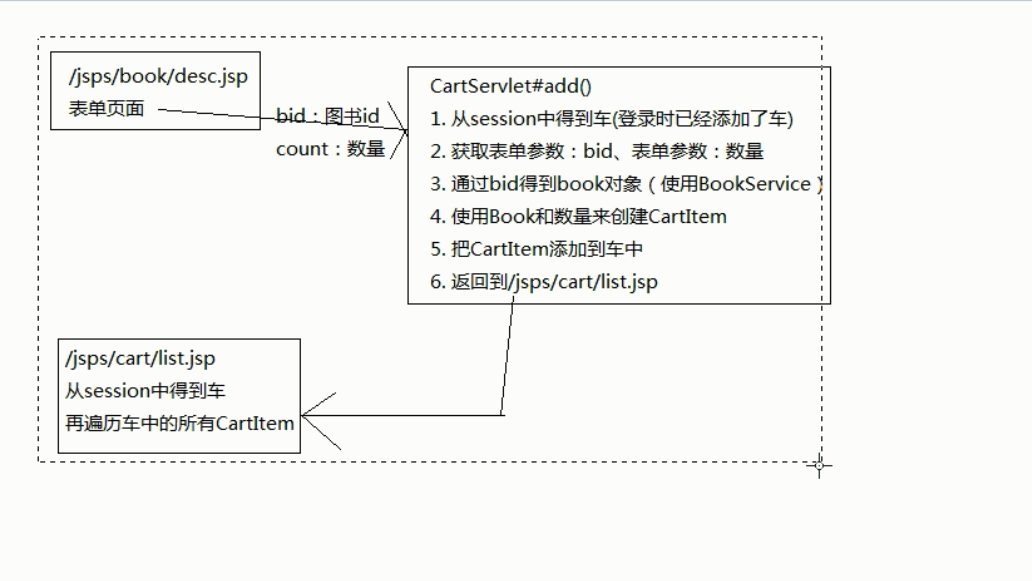 /jsps/book/desc.jsp
表单页面
bid：图书id
count：数量
CartServlet#add()
1. 从session中得到车(登录时已经添加了车)
2. 获取表单参数：bid、表单参数：数量
3. 通过bid得到book对象（使用BookService）
4. 使用Book和数量来创建CartItem
5. 把CartItem添加到车中
6. 返回到/jsps/cart/list.jsp
/jsps/cart/list.jsp
从session中得到车
再遍历车中的所有CartItem